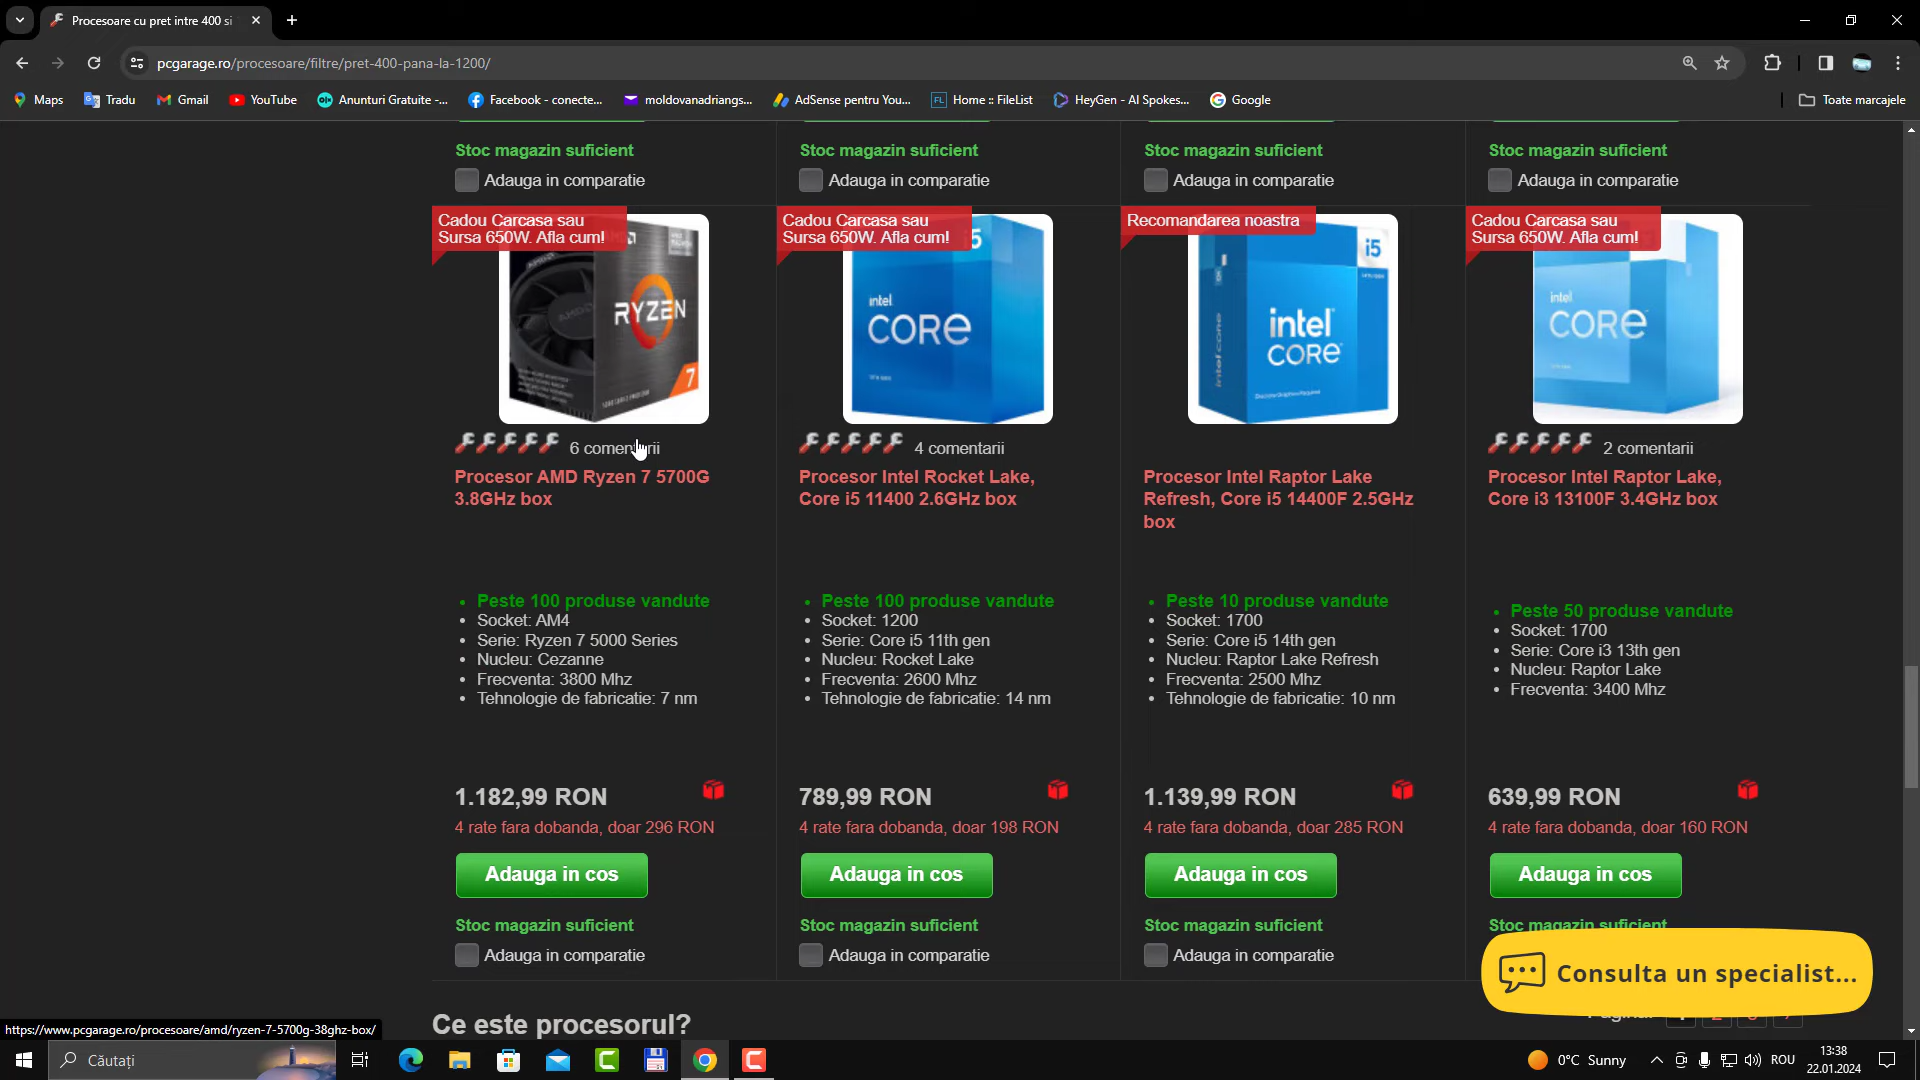 Procesoare cu pret intre 400 si
pcgarage.ro/procesoare/filtre/pret-400-pana-la-1200/
Maps
Tradu
Gmail
YouTube
Anunturi Gratuite -...
Facebook - conecte...
moldovanadriangs...
AdSense pentru You...
FL
Home :: FileList
HeyGen - AI Spokes...
Google
Toate marcajele
Stoc magazin suficient
Adauga in comparatie
Stoc magazin suficient
Adauga in comparatie
Stoc magazin suficient
Adauga in comparatie
Stoc magazin suficient
Adauga in comparatie
Cadou Carcasa sau
Sursa 650W. Afla cum!
RYZEN
7
6 comentarii
Procesor AMD Ryzen 7 5700G
3.8GHz box
Peste 100 produse vandute
Socket: AM4
Serie: Ryzen 7 5000 Series
Nucleu: Cezanne
Frecventa: 3800 Mhz
Tehnologie de fabricatie: 7 nm
1.182,99 RON
4 rate fara dobanda, doar 296 RON
Adauga in cos
Stoc magazin suficient
Adauga in comparatie
Cadou Carcasa sau
Sursa 650W. Afla cum!
intel
CORE
4 comentarii
Procesor Intel Rocket Lake,
Core i5 11400 2.6GHz box
Peste 100 produse vandute
Socket: 1200
Serie: Core i5 11th gen
Nucleu: Rocket Lake
Frecventa: 2600 Mhz
Tehnologie de fabricatie: 14 nm
789,99 RON
4 rate fara dobanda, doar 198 RON
Adauga in cos
Stoc magazin suficient
Adauga in comparatie
Recomandarea noastra
i5
intel
CORE
Procesor Intel Raptor Lake
Refresh, Core i5 14400F 2.5GHz
box
Peste 10 produse vandute
Socket: 1700
Serie: Core i5 14th gen
Nucleu: Raptor Lake Refresh
Frecventa: 2500 Mhz
Tehnologie de fabricatie: 10 nm
1.139,99 RON
4 rate fara dobanda, doar 285 RON
Adauga in cos
Stoc magazin suficient
Adauga in comparatie
Cadou Carcasa sau
Sursa 650W. Afla cum!
intel
CORE
2 comentarii
Procesor Intel Raptor Lake,
Core i3 13100F 3.4GHz box
Peste 50 produse vandute
Socket: 1700
Serie: Core i3 13th gen
Nucleu: Raptor Lake
Frecventa: 3400 Mhz
639,99 RON
4 rate fara dobanda, doar 160 RON
Adauga in cos
Stoc magazin suficient
Consulta un specialist...
Ce este procesorul?
https://www.pcgarage.ro/procesoare/amd/ryzen-7-5700g-38ghz-box/
Căutați
0°C Sunny
ROU
13:38
22.01.2024